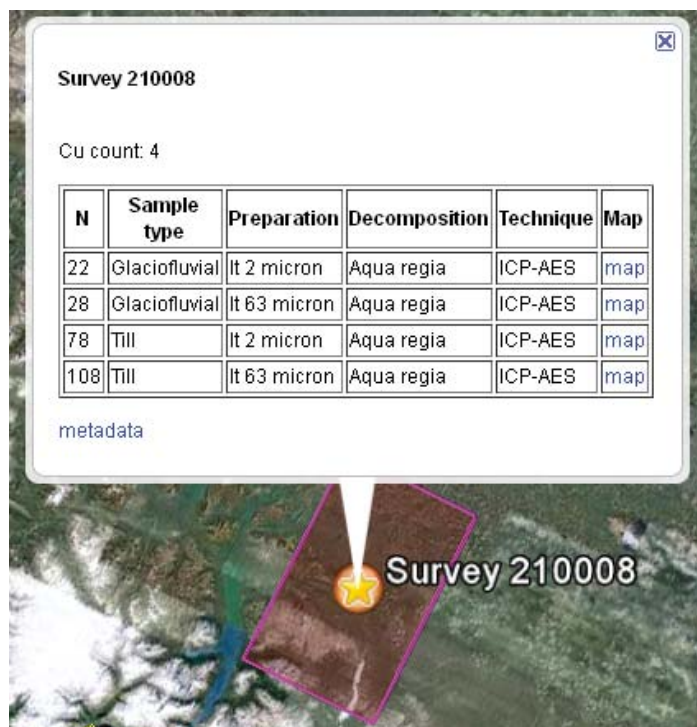 Survey 210008
Cu count: 4
N Sample type Preparation Decomposition Technique Map
22 Glaciofluvial lt 2 micron Aqua regia ICP-AES map
28 Glaciofluvial lt 63 micron Aqua regia ICP-AES map
78 Till lt 2 micron Aqua regia ICP-AES map
108 Till lt 63 micron Aqua regia ICP-AES map
metadata
Survey 210008